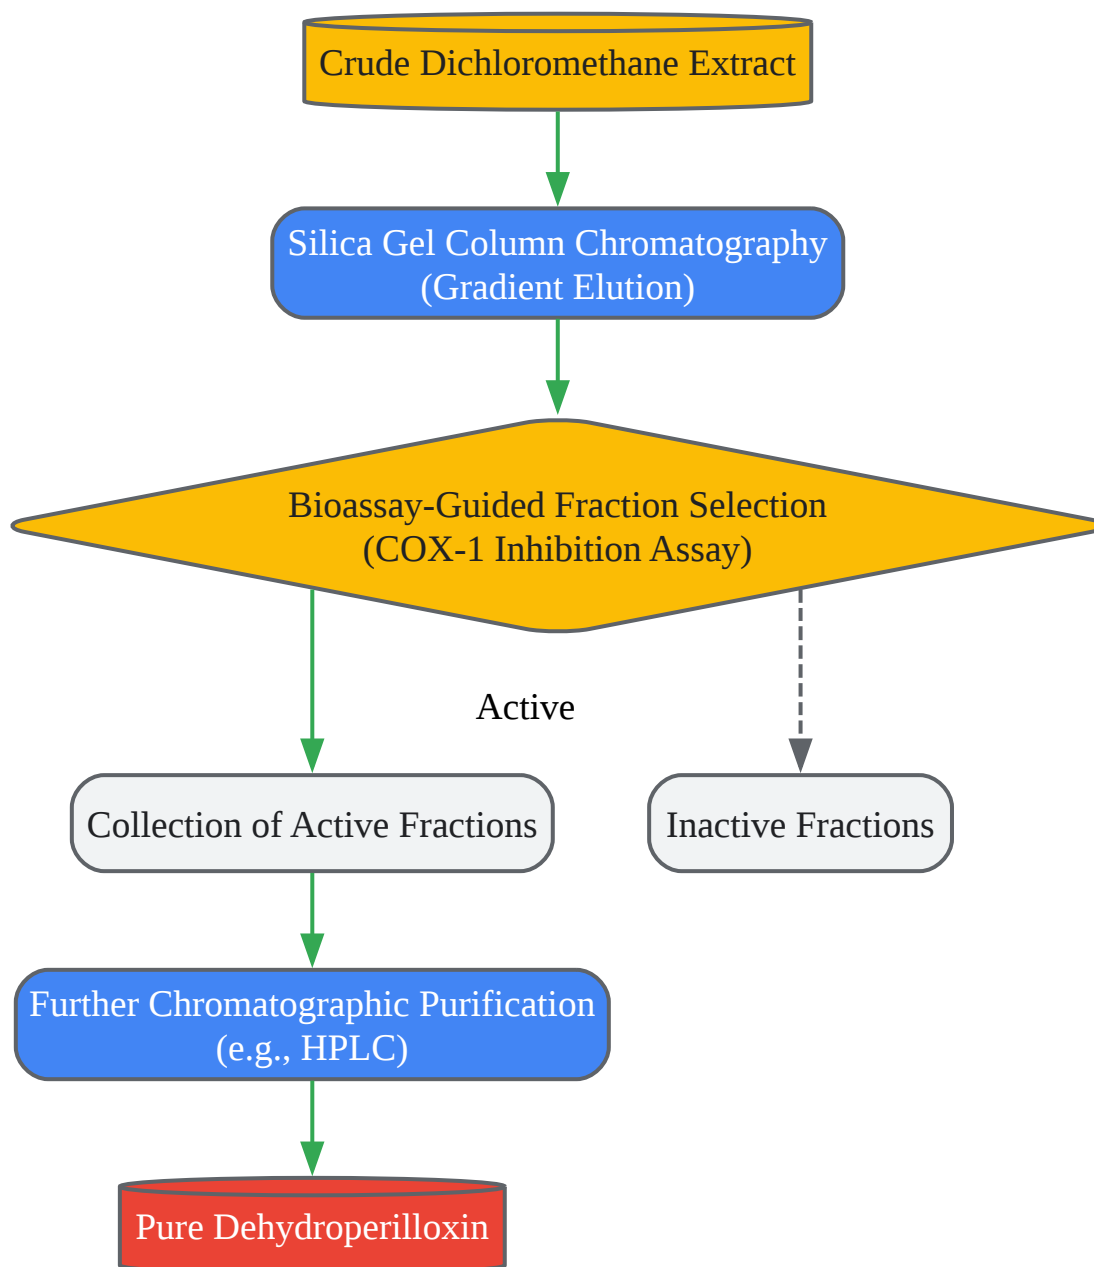 Crude Dichloromethane Extract
Silica Gel Column Chromatography
(Gradient Elution)
Bioassay-Guided Fraction Selection
(COX-1 Inhibition Assay)
Active
Collection of Active Fractions
Inactive Fractions
Further Chromatographic Purification
(e.g., HPLC)
Pure Dehydroperilloxin